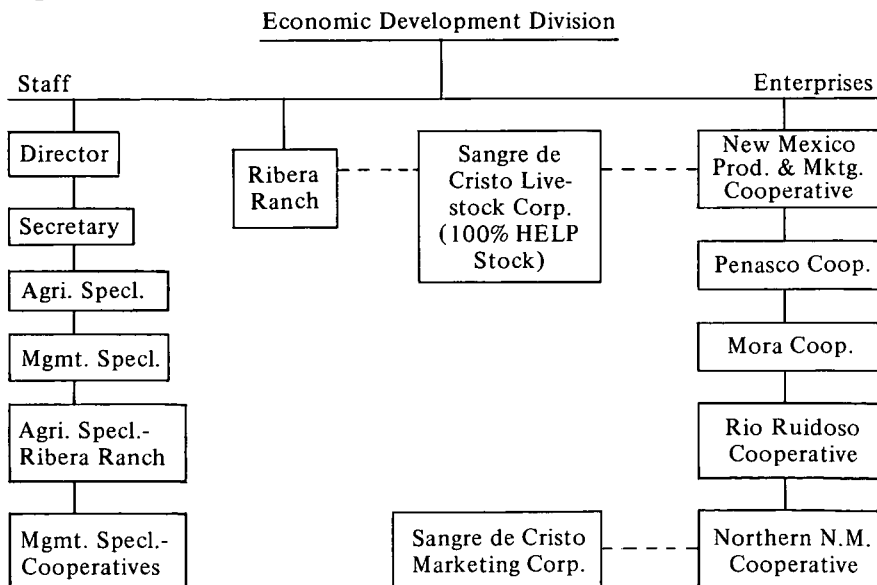 Economic Development Division
Staff
Enterprises
Director
Secretary
Agri. Specl.
Mgmt. Specl.
Agri. Specl.-
Ribera Ranch
Mgmt. Specl.-
Cooperatives
Ribera
Ranch
Sangre de
Cristo Live-
stock Corp.
(100% HELP
Stock)
New Mexico
Prod. & Mktg.
Cooperative
Penasco Coop.
Mora Coop.
Rio Ruidoso
Cooperative
Sangre de Cristo
Marketing Corp.
Northern N.M.
Cooperative